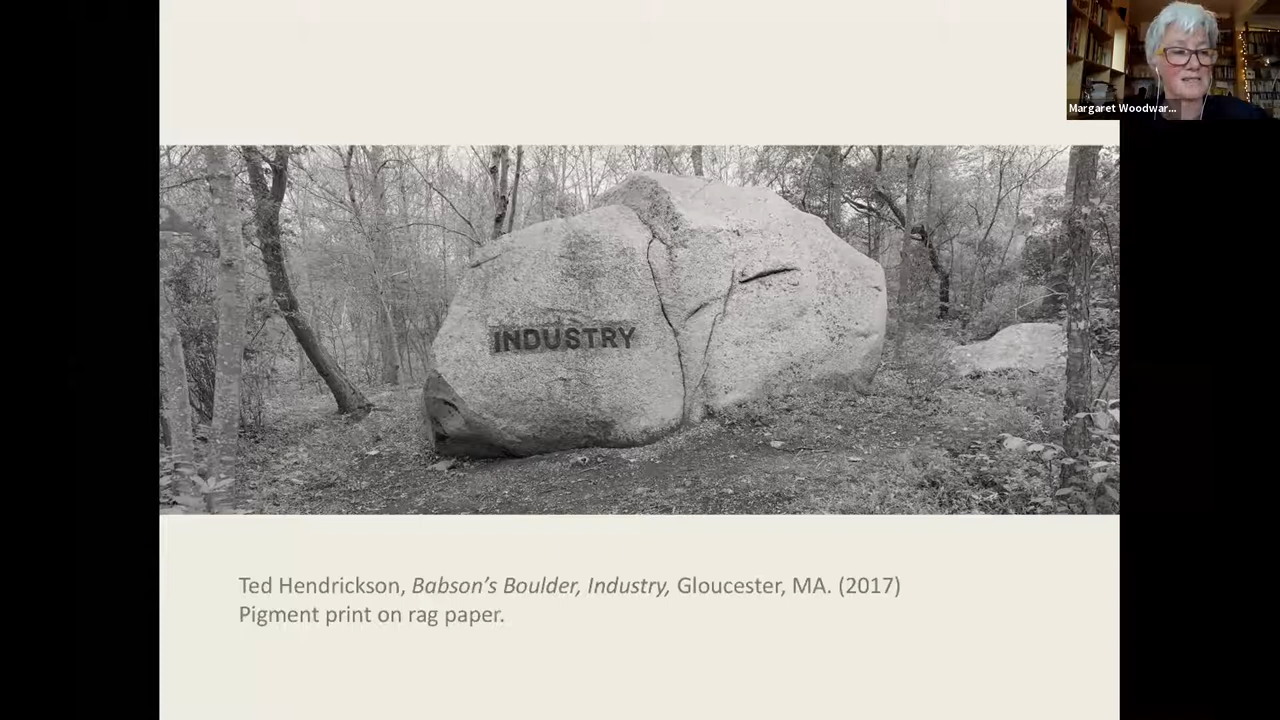 Margaret Woodwar...
INDUSTRY
Ted Hendrickson, Babson’s Boulder, Industry, Gloucester, MA. (2017)
Pigment print on rag paper.